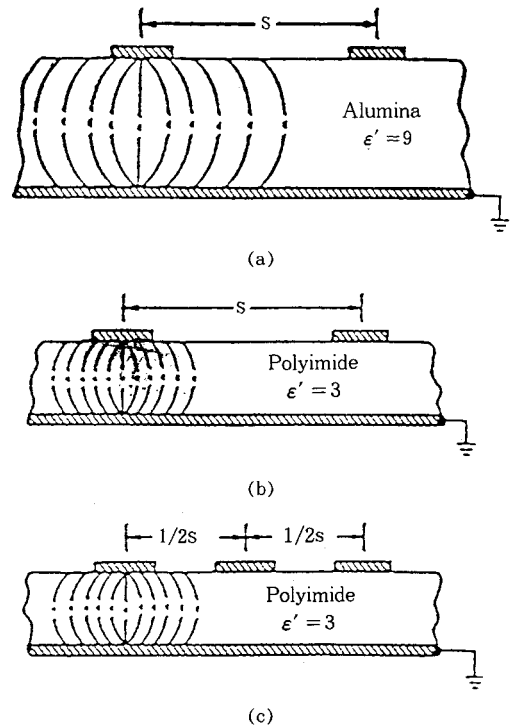 S
Alumina
ε′ = 9
(a)
S
Polyimide
ε′ = 3
(b)
1/2s 1/2s
Polyimide
ε′ = 3
(c)